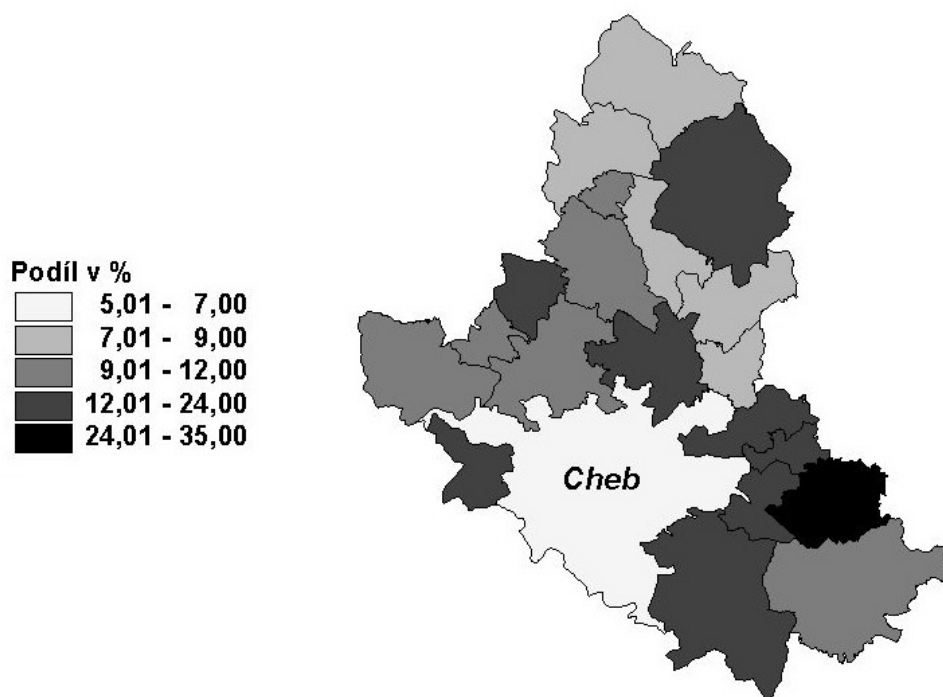 Podíl v %
5,01 - 7,00
7,01 - 9,00
9,01 - 12,00
12,01 - 24,00
24,01 - 35,00
Cheb